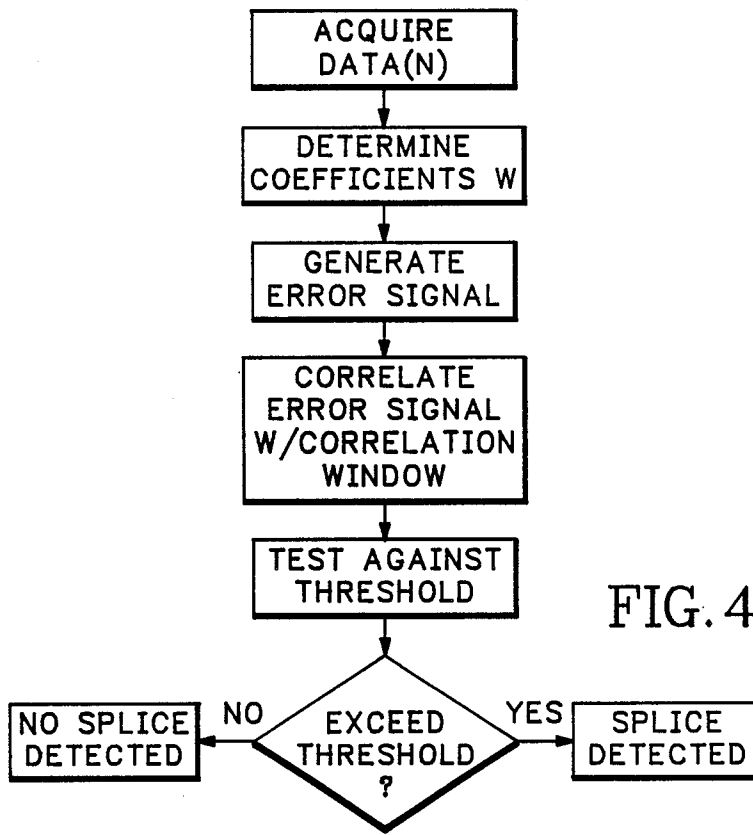 ACQUIRE
DATA(N)
DETERMINE
COEFFICIENTS W
GENERATE
ERROR SIGNAL
CORRELATE
ERROR SIGNAL
W/CORRELATION
WINDOW
TEST AGAINST
THRESHOLD
FIG. 4
NO SPLICE
DETECTED
NO
EXCEED
THRESHOLD
?
YES
SPLICE
DETECTED